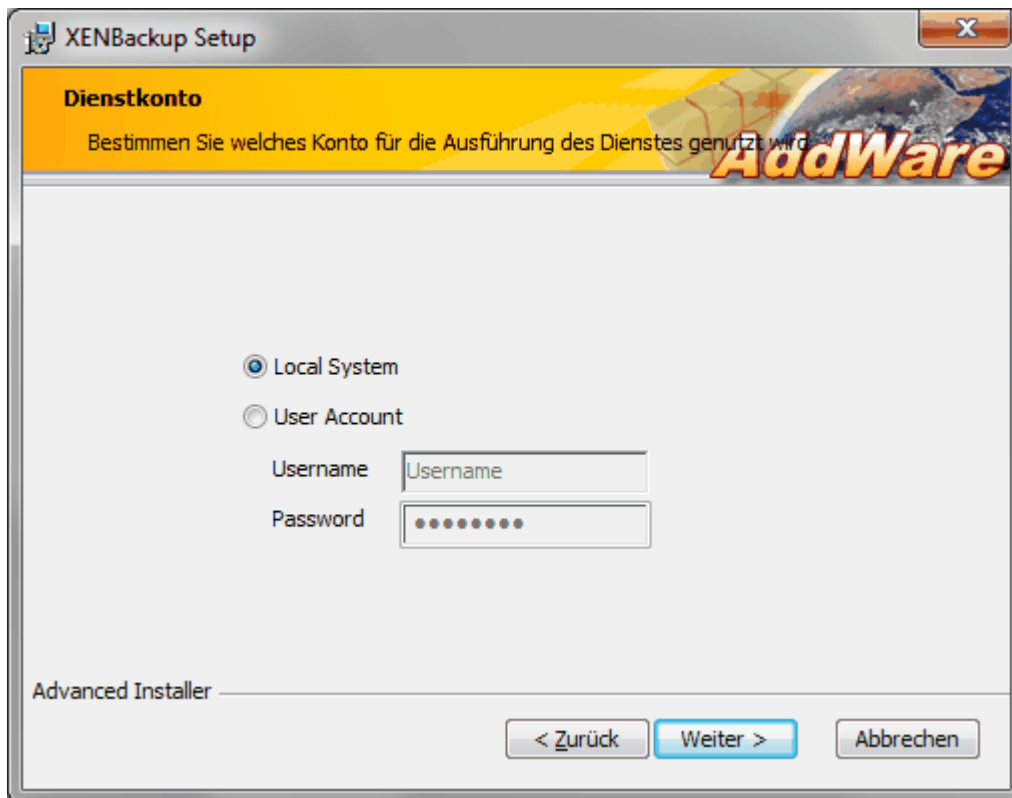 XENBackup Setup
Dienstkonto
Bestimmen Sie welches Konto für die Ausführung des Dienstes genutzt wird
AddWare
Local System
User Account
Username Username
Password ●●●●●●●●
Advanced Installer
< Zurück Weiter > Abbrechen